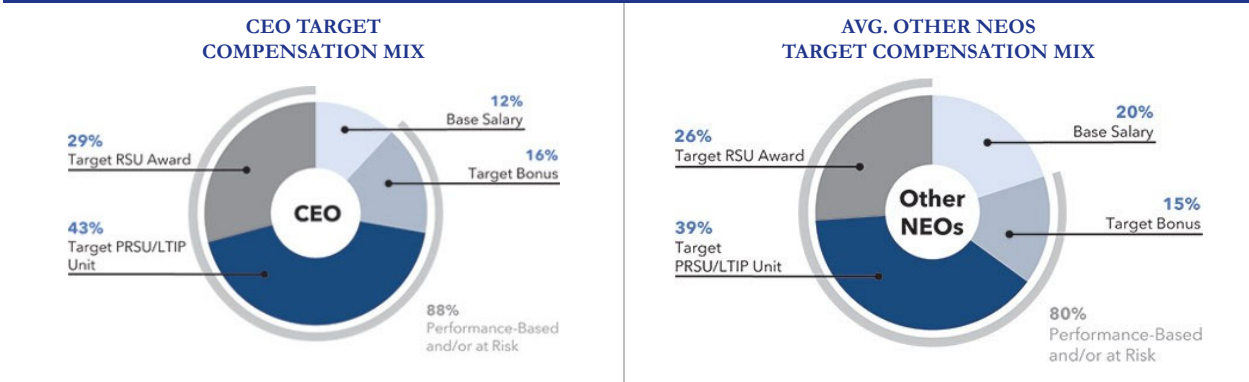 CEO TARGET
COMPENSATION MIX
12%
Base Salary
29%
Target RSU Award
16%
Target Bonus
CEO
43%
Target PRSU/LTIP
Unit
88%
Performance-Based
and/or at Risk
AVG. OTHER NEOS
TARGET COMPENSATION MIX
20%
Base Salary
26%
Target RSU Award
Other
NEOs
15%
Target Bonus
39%
Target
PRSU/LTIP Unit
80%
Performance-Based
and/or at Risk